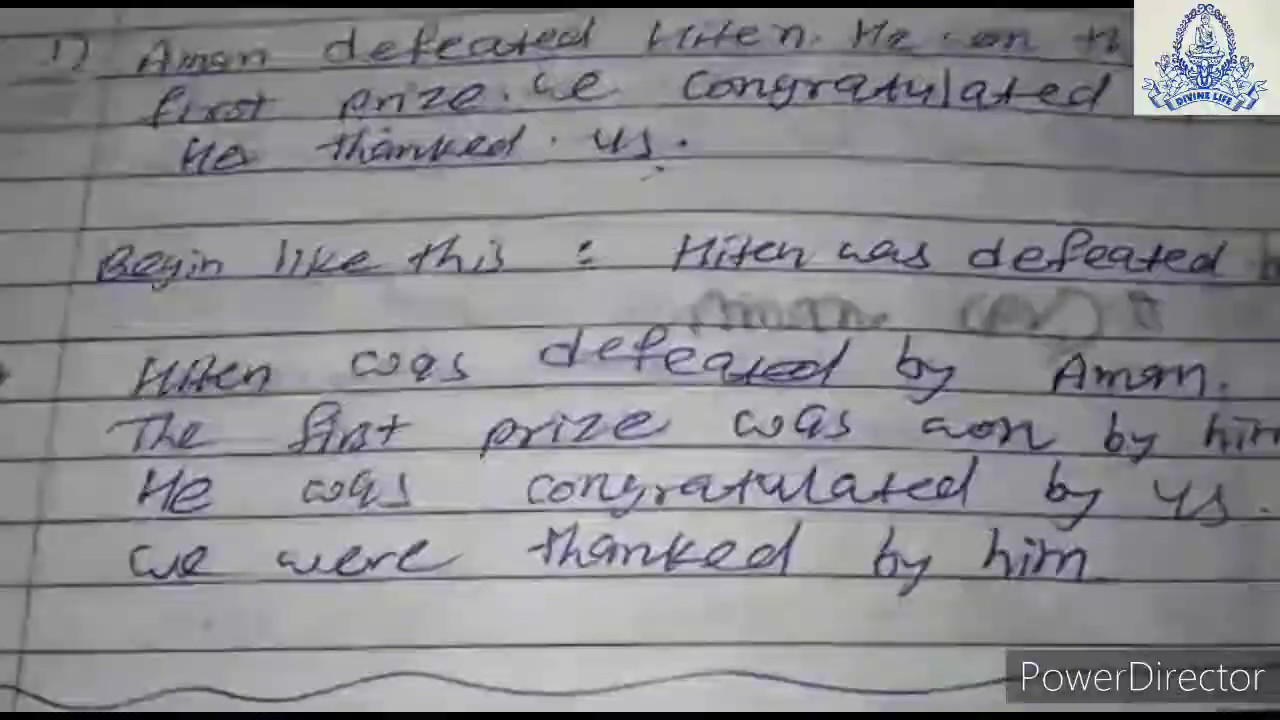 1) Aman defeated Hiten. He won th
first prize. we congratulated
He thanked. us.
DIVINE LIFE
Begin like this : Hiten was defeated b
Hiten was defeated by Aman.
The first prize was won by him
He was congratulated by us.
we were thanked by him
PowerDirector